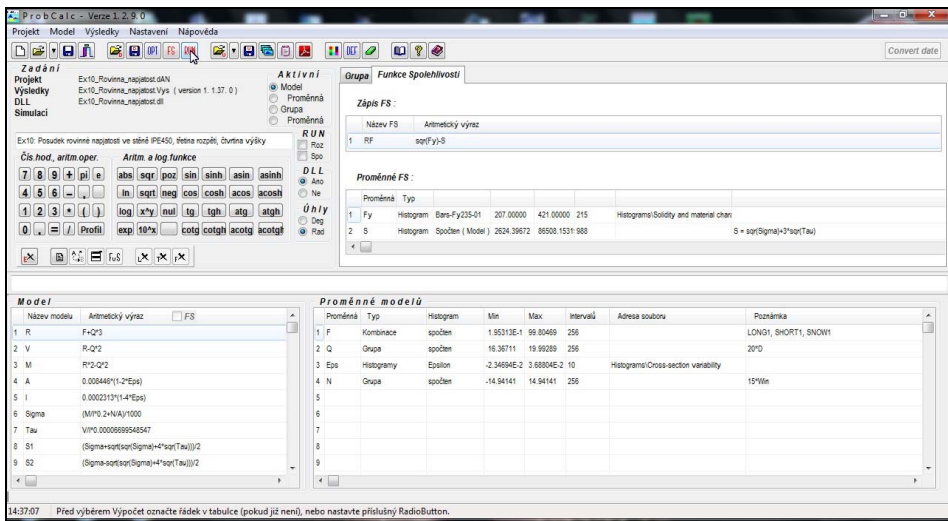 ProbCalc - Verze 1.2.9.0
Projekt Model Výsledky Nastavení Nápověda
OPT FS RUN DEF Convert date
Zadání
Projekt Ex10_Rovinna_napjatost.dAN
Výsledky Ex10_Rovinna_napjatost.Vys ( version 1. 1.37. 0 )
DLL Ex10_Rovinna_napjatost.dll
Simulaci
Aktivní
Model
Proměnná
Grupa
Proměnná
Ex10: Posudek rovinné napjatosti ve stěně IPE450, třetina rozpětí, čtvrtina výšky
RUN
Roz
Spo
DLL
Ano
Ne
Úhly
Deg
Rad
Čís.hod., aritm.oper. Aritm. a log.funkce
7 8 9 + pi e abs sqr poz sin sinh asin asinh
4 5 6 - , ln sqrt neg cos cosh acos acosh
1 2 3 * ( ) log x^y nul tg tgh atg atgh
0 . = / Profil exp 10^x cotg cotgh acotg acotgh
Grupa Funkce Spolehlivosti
Zápis FS :
Název FS Aritmetický výraz
1 RF sqr(Fy)-S
Proměnné FS :
Proměnná Typ
1 Fy Histogram Bars-Fy235-01 207.00000 421.00000 215 Histograms\Solidity and material char
2 S Histogram Spočten ( Model ) 2624.39672 86508.1531 988 S = sqr(Sigma)+3*sqr(Tau)
Model
Název modelu Aritmetický výraz FS
1 R F+Q*3
2 V R-Q*2
3 M R*2-Q*2
4 A 0.008446*(1-2*Eps)
5 I 0.0002313*(1-4*Eps)
6 Sigma (M/I*0.2+N/A)/1000
7 Tau V/I*0.00006699548547
8 S1 (Sigma+sqrt(sqr(Sigma)+4*sqr(Tau)))/2
9 S2 (Sigma-sqrt(sqr(Sigma)+4*sqr(Tau)))/2
Proměnné modelů
Proměnná Typ Histogram Min Max Intervalů Adresa souboru Poznámka
1 F Kombinace spočten 1.95313E-1 99.80469 256 LONG1, SHORT1, SNOW1
2 Q Grupa spočten 16.36711 19.99289 256 20*D
3 Eps Histogramy Epsilon -2.34694E-2 3.68804E-2 10 Histograms\Cross-section variability
4 N Grupa spočten -14.94141 14.94141 256 15*Win
5
6
7
8
9
14:37:07 Před výběrem Výpočet označte řádek v tabulce (pokud již není), nebo nastavte příslušný RadioButton.